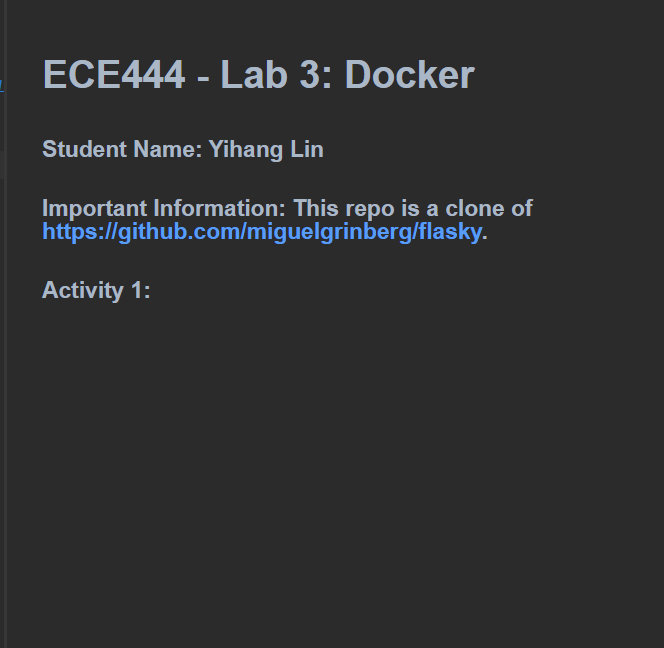 ECE444 - Lab 3: Docker
Student Name: Yihang Lin
Important Information: This repo is a clone of
https://github.com/miguelgrinberg/flasky.
Activity 1: